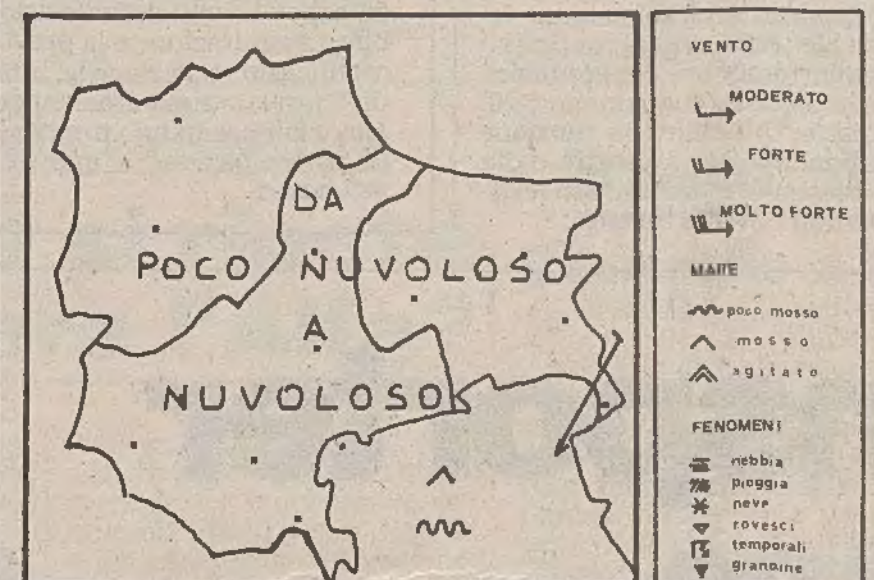 DA
POCO NUVOLOSO
A
NUVOLOSO
VENTO
MODERATO
FORTE
MOLTO FORTE
MARE
poco mosso
mosso
agitato
FENOMENI
nebbia
pioggia
neve
rovesci
temporali
grandine